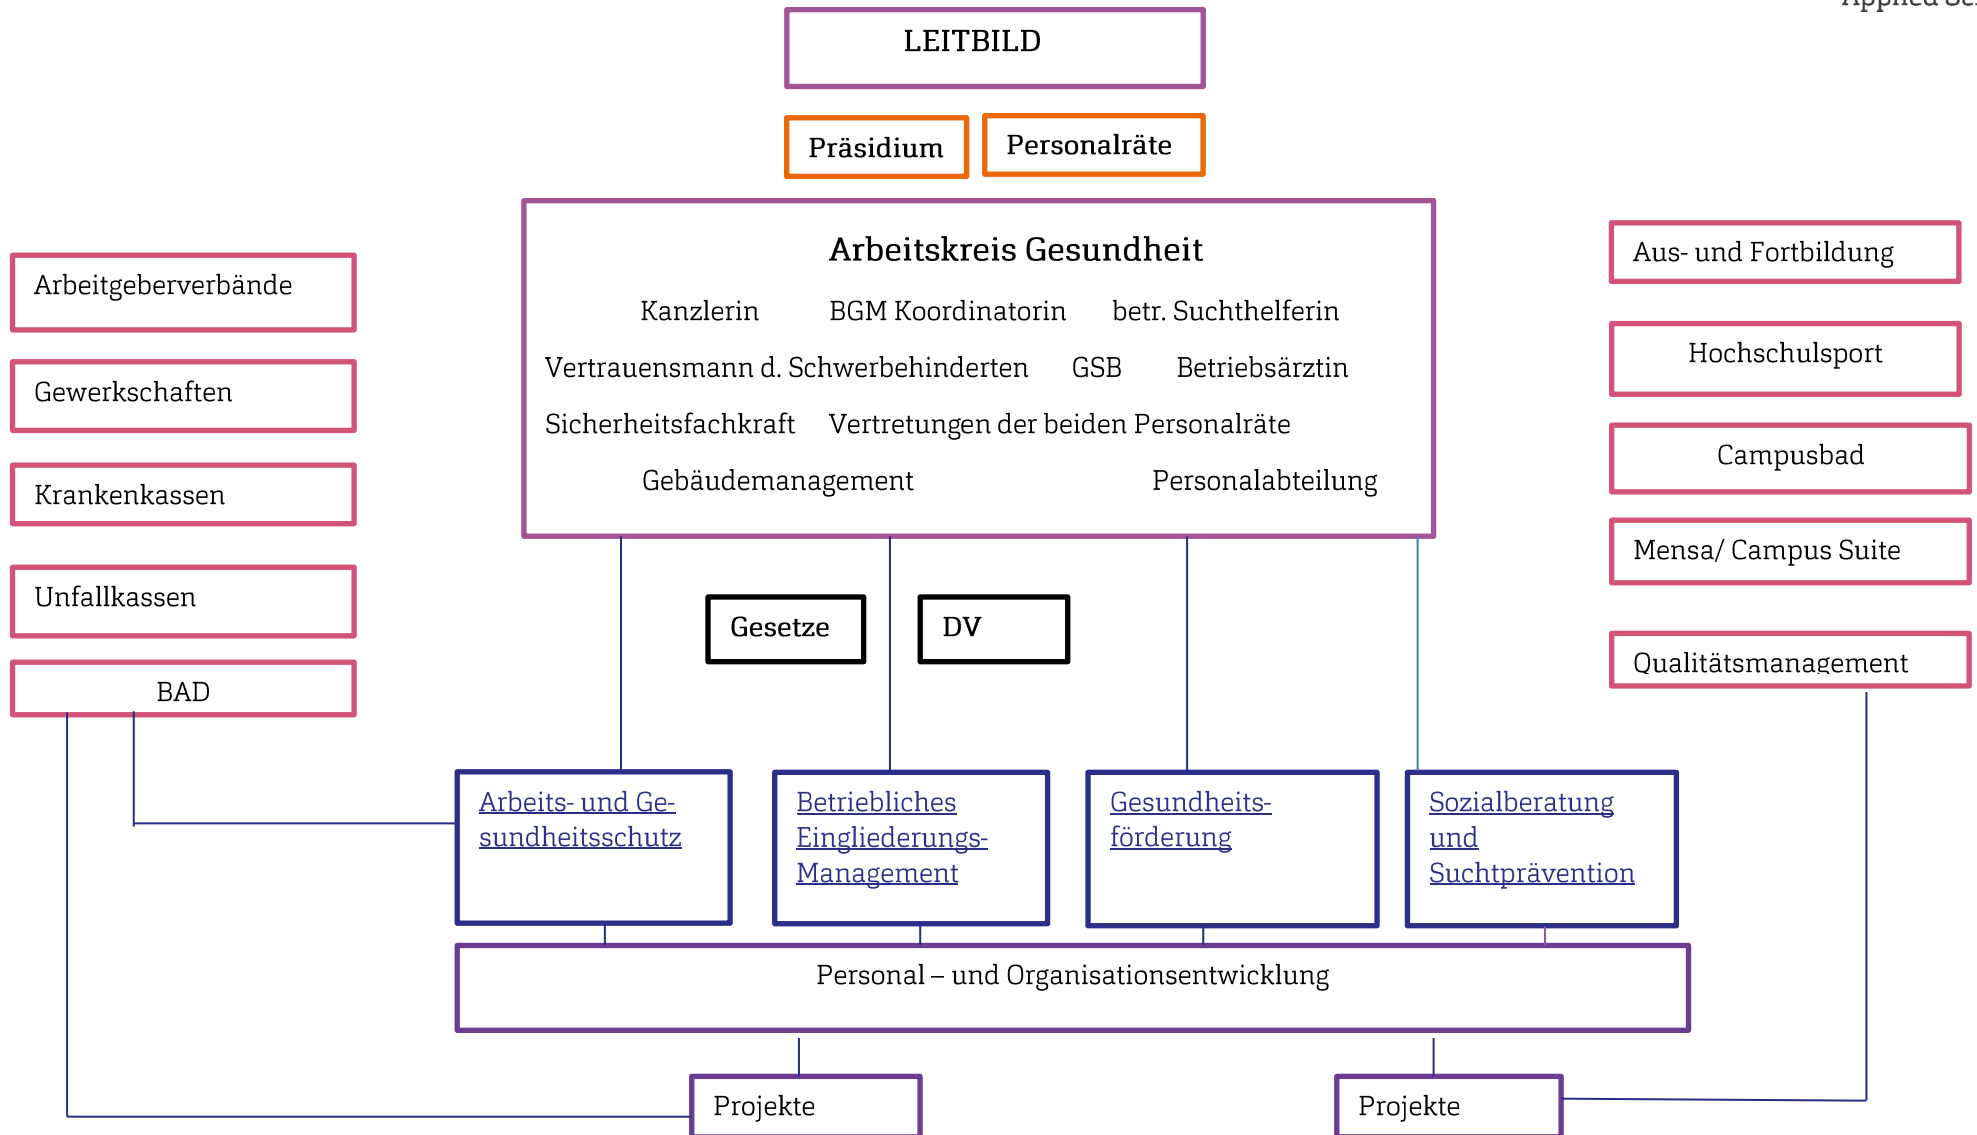 LEITBILD
Präsidium
Personalräte
Arbeitskreis Gesundheit
Kanzlerin BGM Koordinatorin betr. Suchthelferin
Vertrauensmann d. Schwerbehinderten GSB Betriebsärztin
Sicherheitsfachkraft Vertretungen der beiden Personalräte
Gebäudemanagement Personalabteilung
Arbeitgeberverbände
Gewerkschaften
Krankenkassen
Unfallkassen
BAD
Aus- und Fortbildung
Hochschulsport
Campusbad
Mensa/ Campus Suite
Qualitätsmanagement
Gesetze
DV
Arbeits- und Ge-
sundheitsschutz
Betriebliches
Eingliederungs-
Management
Gesundheits-
förderung
Sozialberatung
und
Suchtprävention
Personal – und Organisationsentwicklung
Projekte
Projekte